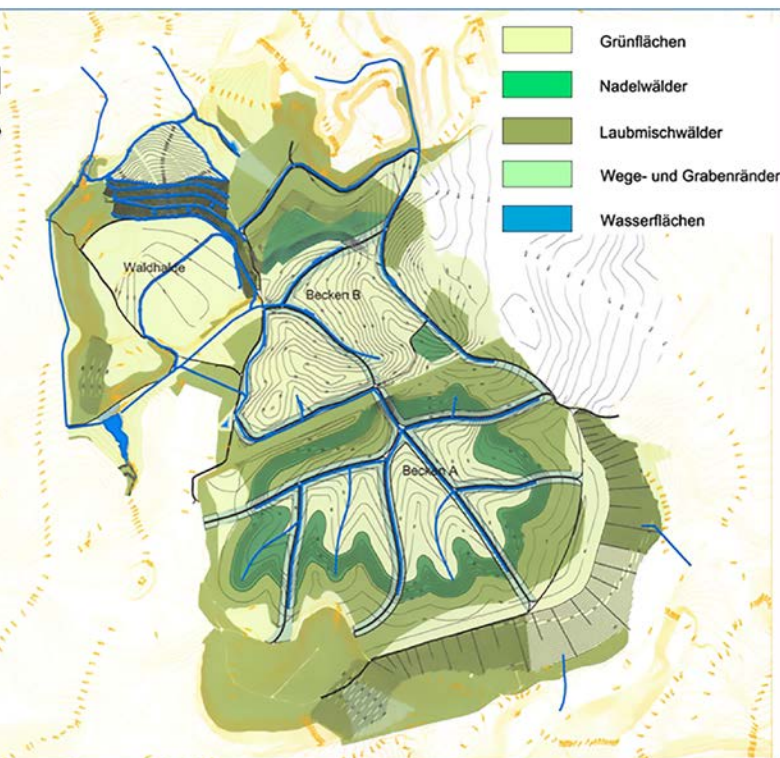 Grünflächen
Nadelwälder
Laubmischwälder
Wege- und Grabenränder
Wasserflächen
Waldhalde
Becken B
Becken A